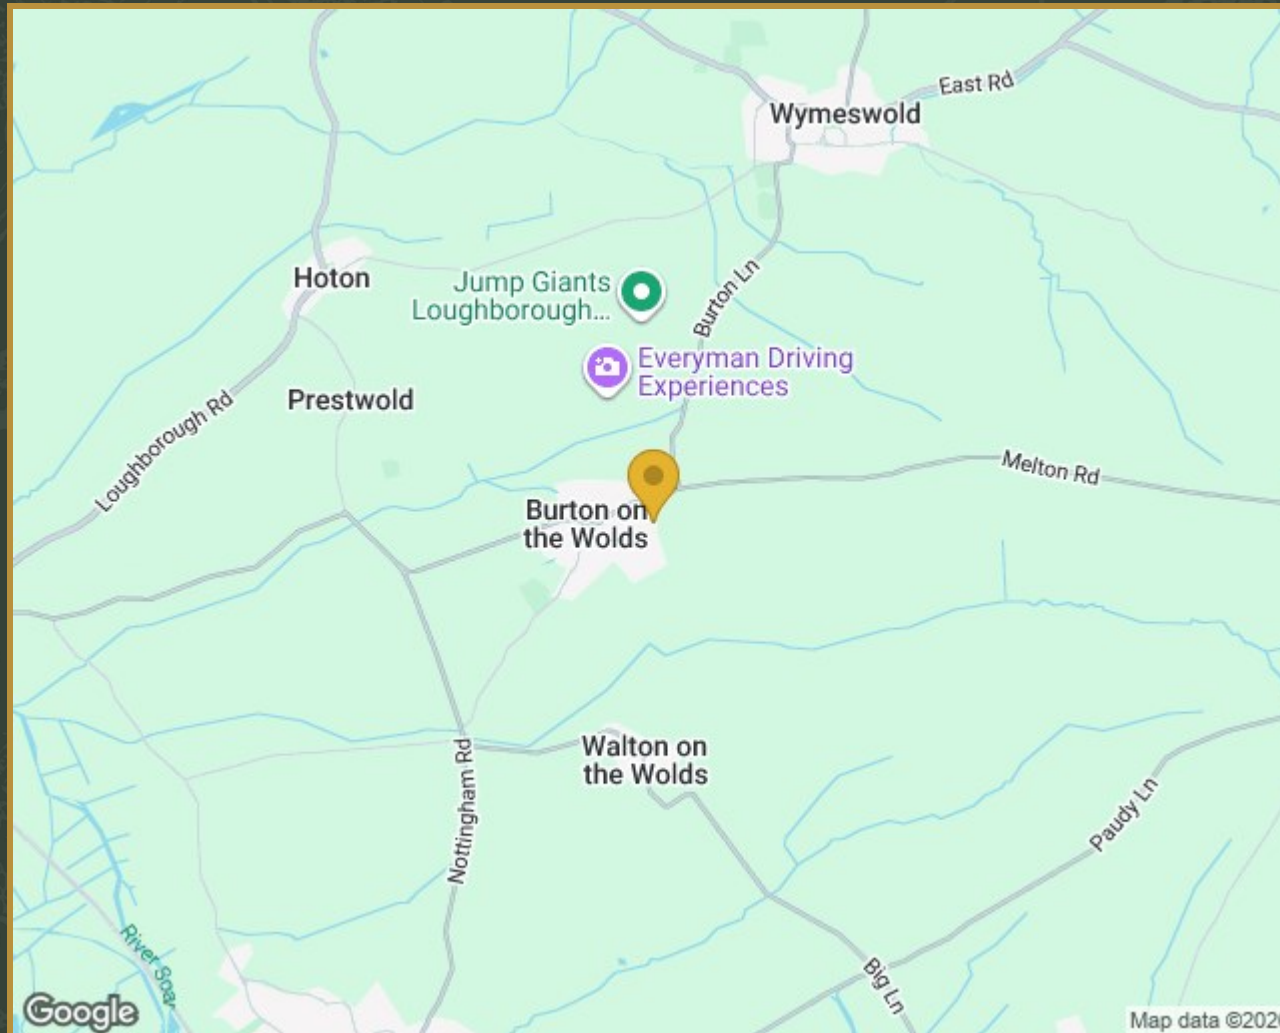 East Rd
Wymeswold
Burton Ln
Hoton
Jump Giants
Loughborough...
Everyman Driving
Experiences
Prestwold
Loughborough Rd
Melton Rd
Burton on
the Wolds
Walton on
the Wolds
Nottingham Rd
Paudy Ln
River Soar
Big Ln
Google
Map data ©202